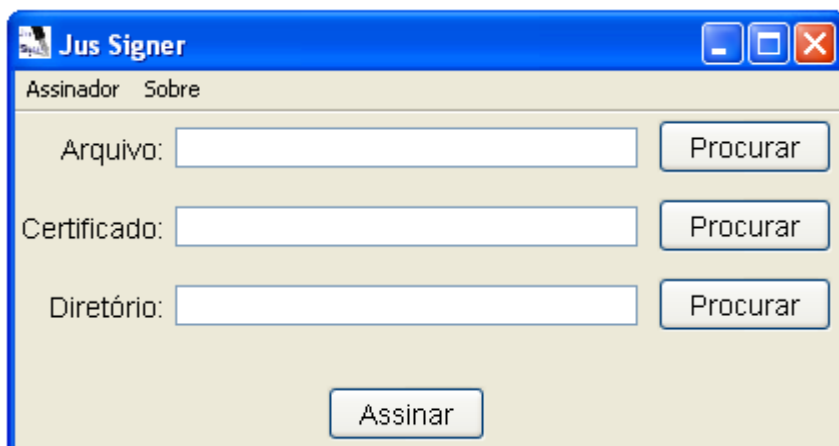 Jus Signer
Assinador Sobre
Arquivo: Procurar
Certificado: Procurar
Diretório: Procurar
Assinar